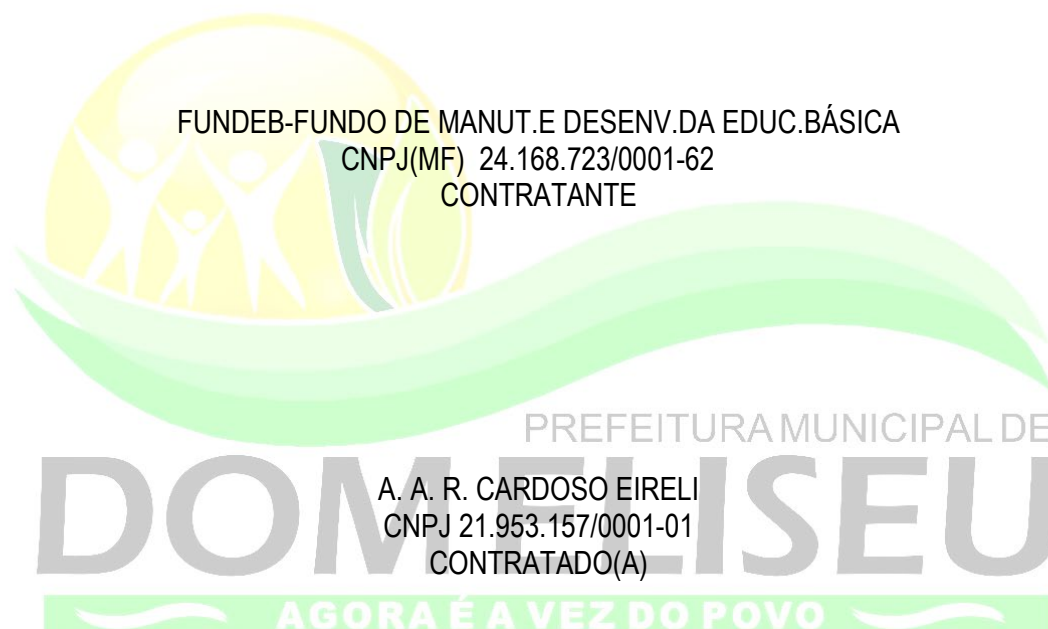 FUNDEB-FUNDO DE MANUT.E DESENV.DA EDUC.BÁSICA
CNPJ(MF) 24.168.723/0001-62
CONTRATANTE
PREFEITURA MUNICIPAL DE
DOM ELISEU
A. A. R. CARDOSO EIRELI
CNPJ 21.953.157/0001-01
CONTRATADO(A)
AGORA É A VEZ DO POVO